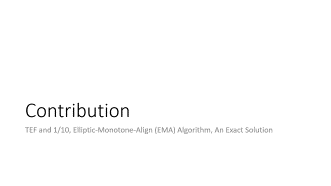 Contribution
TEF and 1/10, Elliptic-Monotone-Align (EMA) Algorithm, An Exact Solution